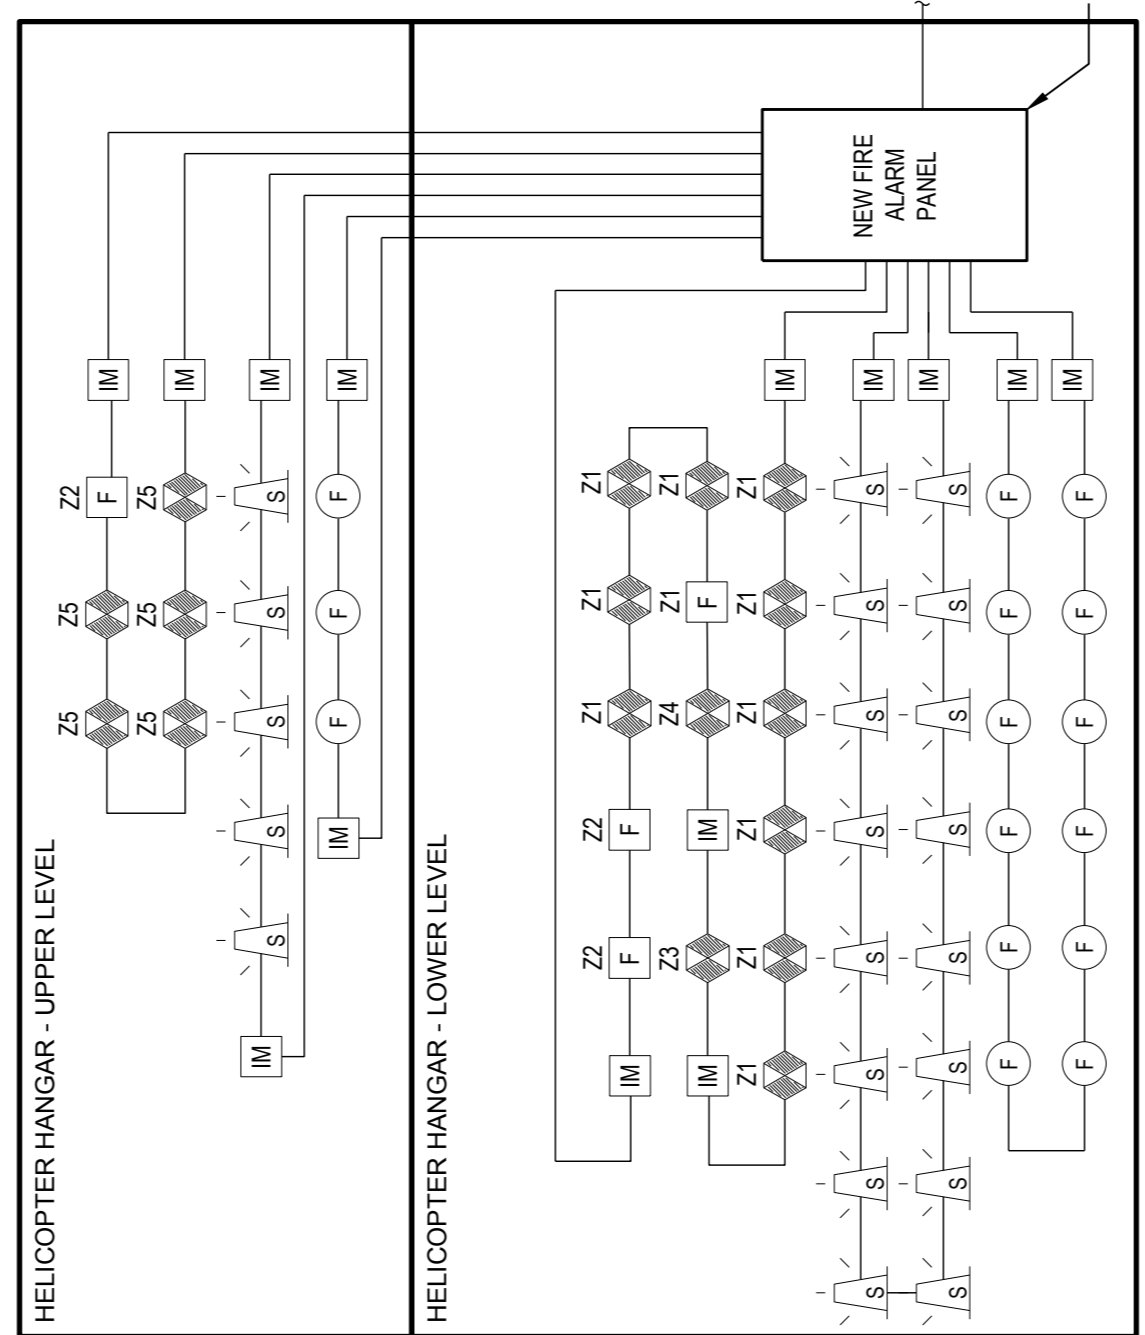 HELICOPTER HANGAR - UPPER LEVEL
Z5 Z5 Z2
F IM
Z5 Z5 Z5
IM
IM S S S S S IM
IM F F F IM
HELICOPTER HANGAR - LOWER LEVEL
Z2 Z2 Z1 Z1 Z1
IM F F
Z3 Z4 Z1 Z1
IM IM F
Z1 Z1 Z1 Z1 Z1 Z1
IM
S S S S S S S S IM
S S S S S S S S IM
F F F F F F IM
F F F F F F IM
NEW FIRE
ALARM
PANEL